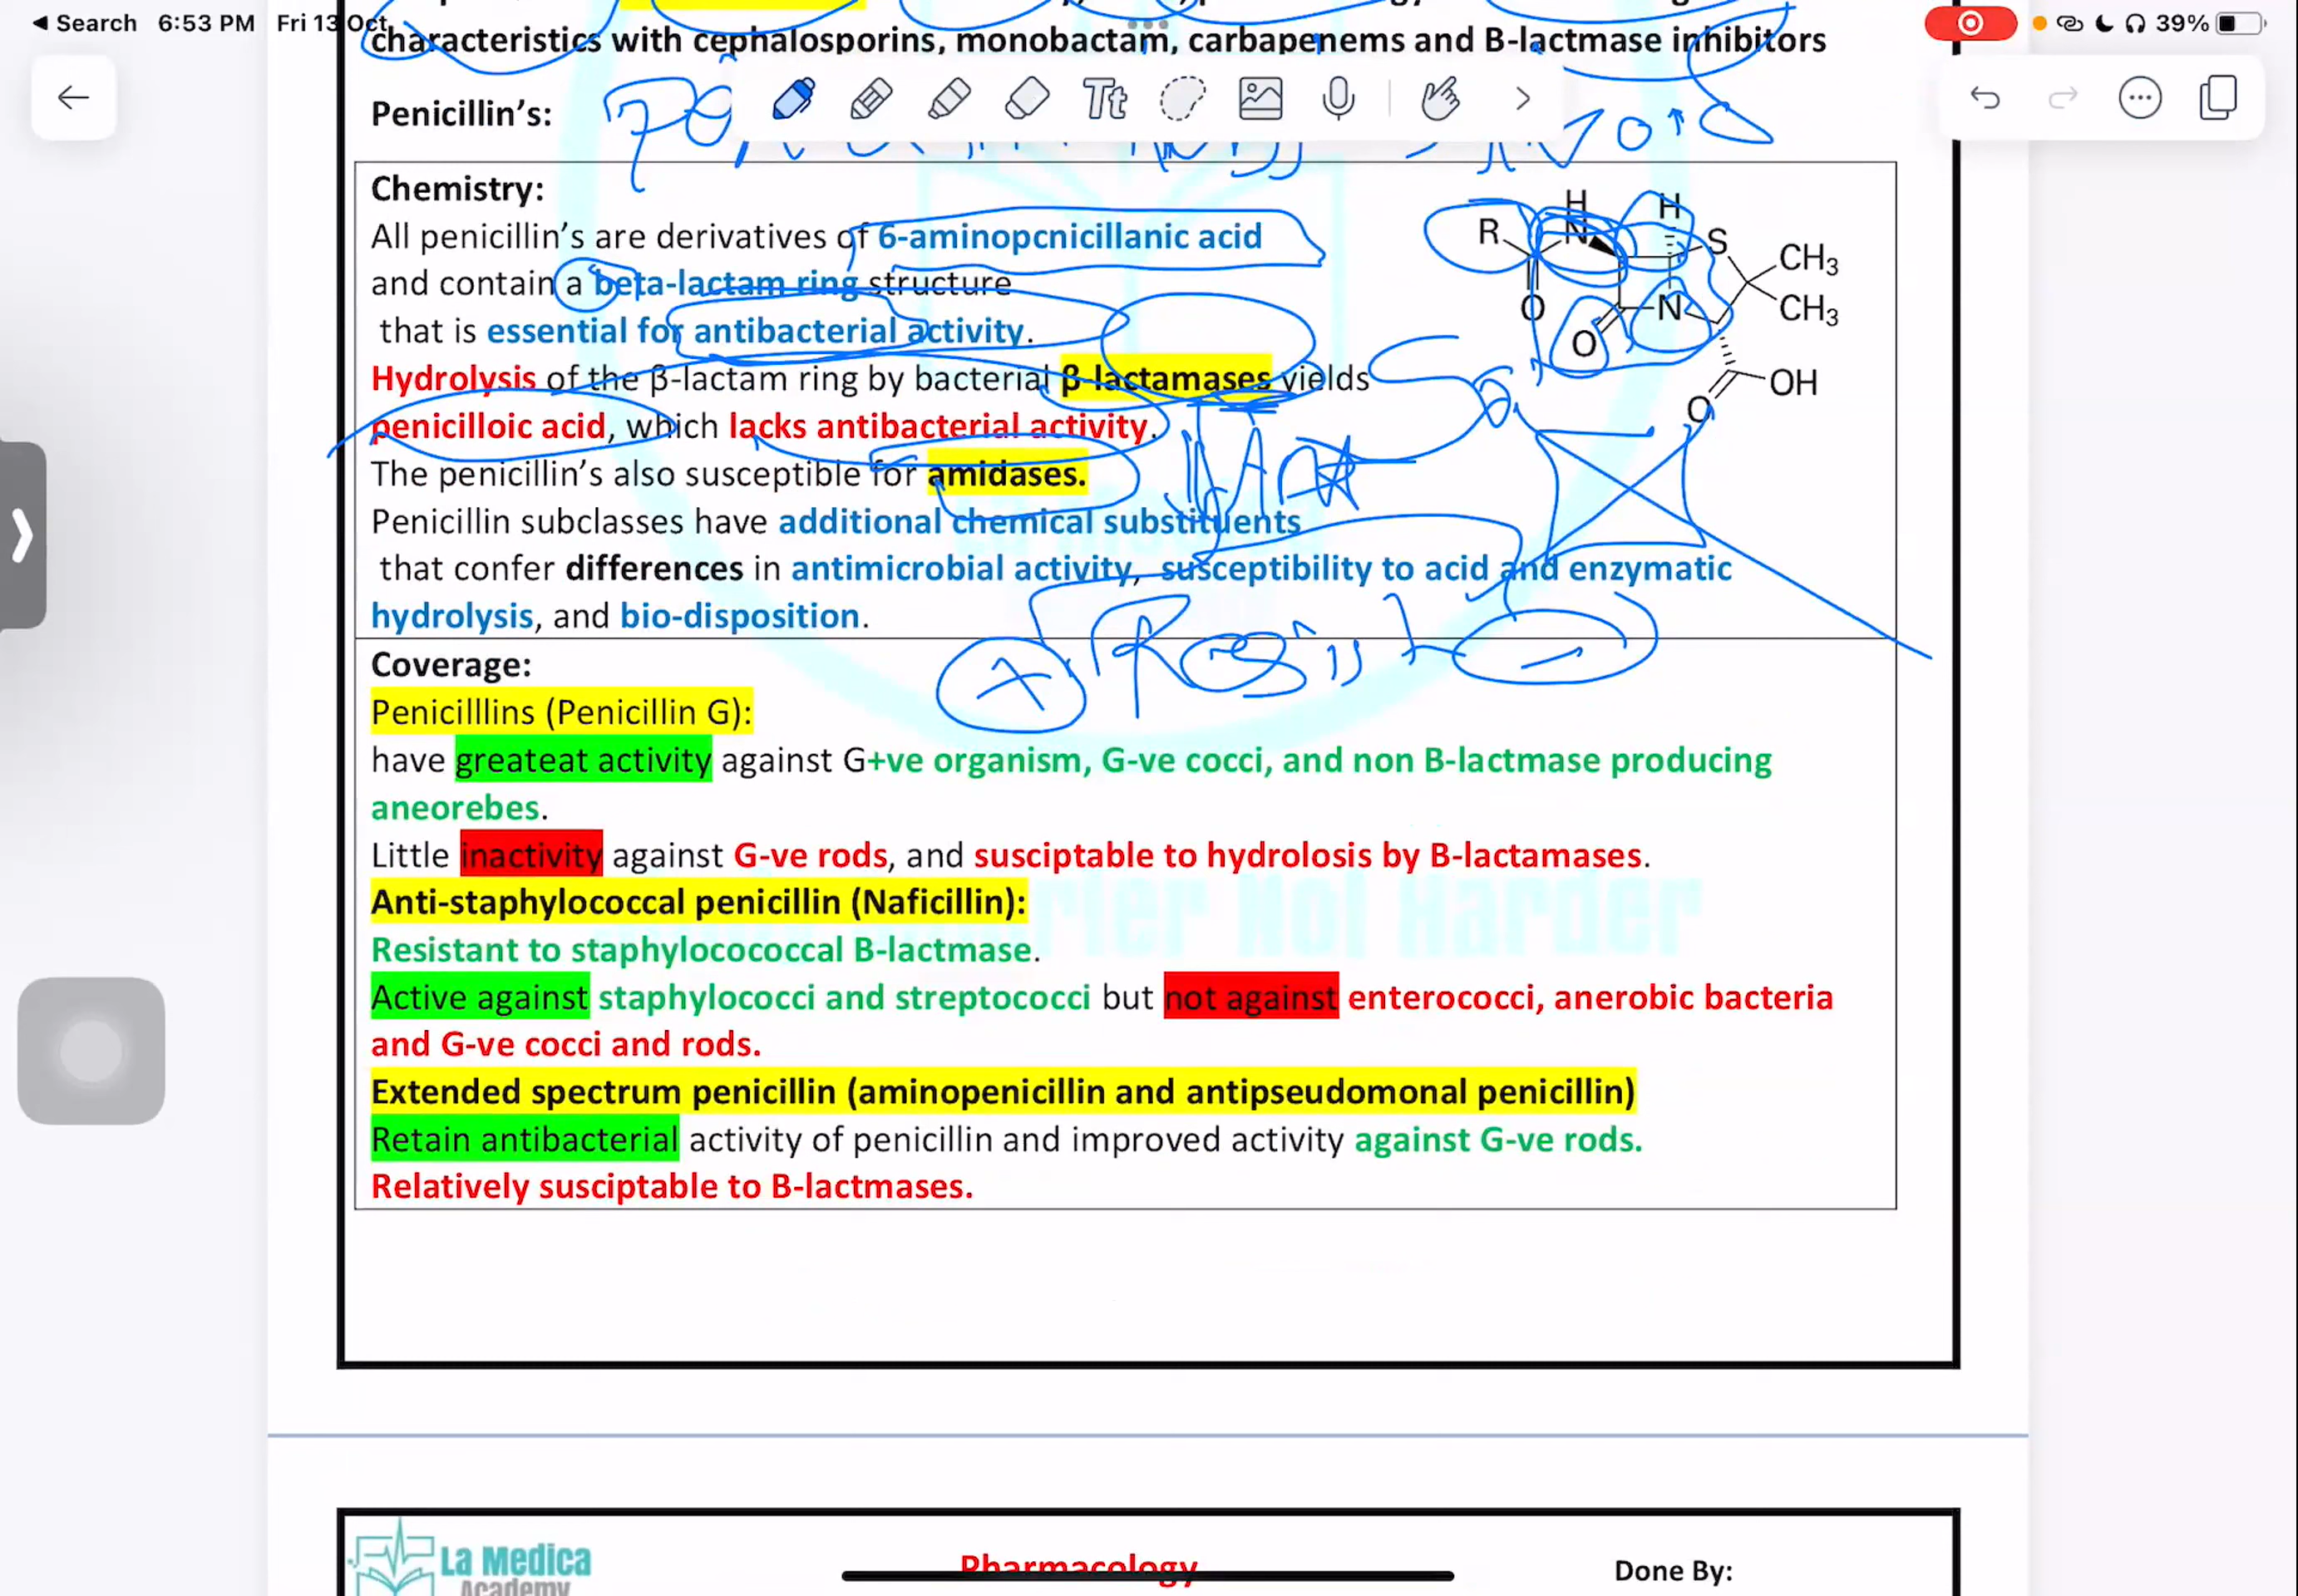 ◀ Search 6:53 PM Fri 13 Oct
39%
characteristics with cephalosporins, monobactam, carbapenems and B-lactmase inhibitors
Tt
Penicillin’s:
Chemistry:
All penicillin’s are derivatives of 6-aminopcnicillanic acid
and contain a beta-lactam ring structure
that is essential for antibacterial activity.
Hydrolysis of the β-lactam ring by bacterial β-lactamases yields
penicilloic acid, which lacks antibacterial activity.
The penicillin’s also susceptible for amidases.
Penicillin subclasses have additional chemical substituents
that confer differences in antimicrobial activity, susceptibility to acid and enzymatic
hydrolysis, and bio-disposition.
R
H
N
H
S
CH3
CH3
O
O
N
O
OH
+ Resist -
Coverage:
Penicilllins (Penicillin G):
have greateat activity against G+ve organism, G-ve cocci, and non B-lactmase producing
aneorebes.
Little inactivity against G-ve rods, and susciptable to hydrolosis by B-lactamases.
Anti-staphylococcal penicillin (Naficillin):
Resistant to staphylococcal B-lactmase.
Active against staphylococci and streptococci but not against enterococci, anerobic bacteria
and G-ve cocci and rods.
Extended spectrum penicillin (aminopenicillin and antipseudomonal penicillin)
Retain antibacterial activity of penicillin and improved activity against G-ve rods.
Relatively susciptable to B-lactmases.
Not Harder
La Medica
Academy
Pharmacology
Done By: